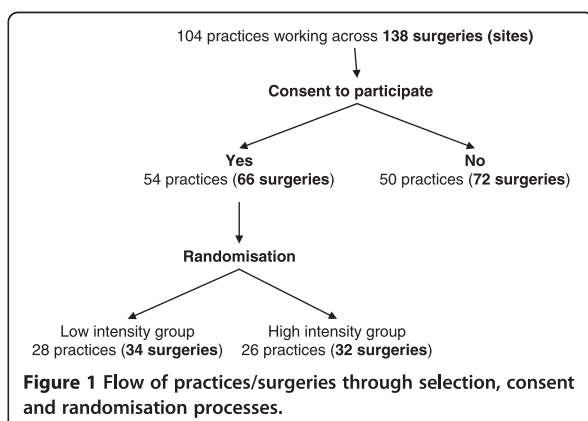 104 practices working across 138 surgeries (sites)
Consent to participate
Yes
54 practices (66 surgeries)
No
50 practices (72 surgeries)
Randomisation
Low intensity group
28 practices (34 surgeries)
High intensity group
26 practices (32 surgeries)
Figure 1 Flow of practices/surgeries through selection, consent
and randomisation processes.